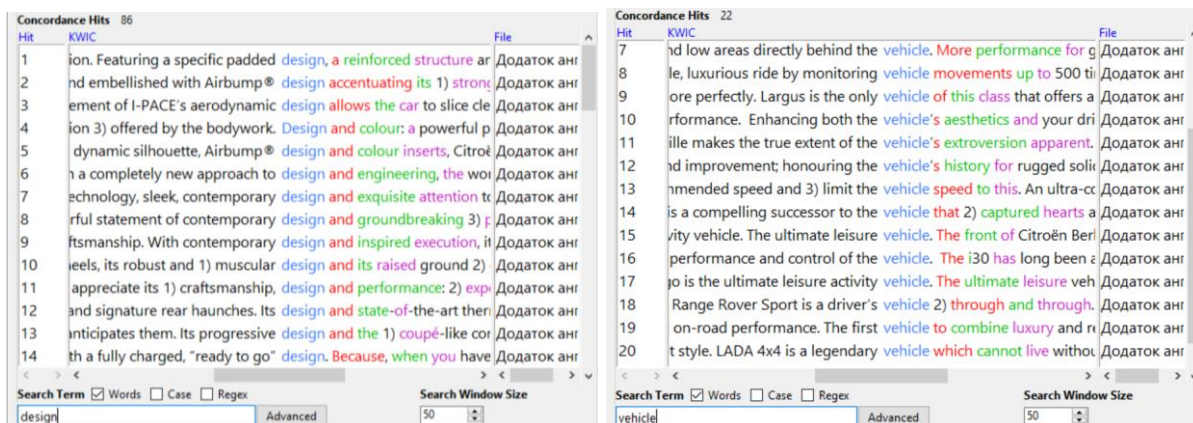 Concordance Hits 86
Hit KWIC File
1 ion. Featuring a specific padded design, a reinforced structure ar Додаток анг
2 nd embellished with Airbump® design accentuating its 1) strong Додаток анг
3 ement of I-PACE's aerodynamic design allows the car to slice cle Додаток анг
4 ion 3) offered by the bodywork. Design and colour: a powerful p Додаток анг
5 dynamic silhouette, Airbump® design and colour inserts, Citroë Додаток анг
6 n a completely new approach to design and engineering, the wor Додаток анг
7 echnology, sleek, contemporary design and exquisite attention to Додаток анг
8 rful statement of contemporary design and groundbreaking 3) p Додаток анг
9 ftsmanship. With contemporary design and inspired execution, it Додаток анг
10 eels, its robust and 1) muscular design and its raised ground 2) Додаток анг
11 appreciate its 1) craftsmanship, design and performance: 2) expe Додаток анг
12 and signature rear haunches. Its design and state-of-the-art theri Додаток анг
13 anticipates them. Its progressive design and the 1) coupé-like cor Додаток анг
14 th a fully charged, "ready to go" design. Because, when you have Додаток анг
Search Term Words Case Regex Search Window Size
design Advanced 50
Concordance Hits 22
Hit KWIC File
7 nd low areas directly behind the vehicle. More performance for g Додаток анг
8 le, luxurious ride by monitoring vehicle movements up to 500 ti Додаток анг
9 ore perfectly. Largus is the only vehicle of this class that offers a Додаток анг
10 rformance. Enhancing both the vehicle's aesthetics and your dri Додаток анг
11 ille makes the true extent of the vehicle's extroversion apparent. Додаток анг
12 nd improvement; honouring the vehicle's history for rugged soli Додаток анг
13 nmended speed and 3) limit the vehicle speed to this. An ultra-cc Додаток анг
14 is a compelling successor to the vehicle that 2) captured hearts a Додаток анг
15 vity vehicle. The ultimate leisure vehicle. The front of Citroën Berl Додаток анг
16 performance and control of the vehicle. The i30 has long been a Додаток анг
17 go is the ultimate leisure activity vehicle. The ultimate leisure veh Додаток анг
18 Range Rover Sport is a driver's vehicle 2) through and through. Додаток анг
19 on-road performance. The first vehicle to combine luxury and re Додаток анг
20 t style. LADA 4x4 is a legendary vehicle which cannot live withou Додаток анг
Search Term Words Case Regex Search Window Size
vehicle Advanced 50